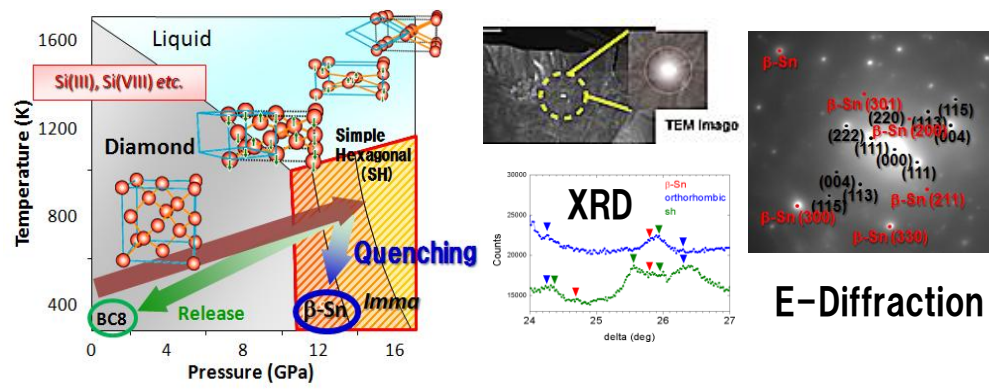 1600
1200
800
400
Temperature (K)
Liquid
Si(III), Si(VIII) etc.
Diamond
Simple
Hexagonal
(SH)
Quenching
Release
BC8
β-Sn
Imma
0
4
8
12
16
Pressure (GPa)
TEM Imago
30000
25000
20000
15000
Counts
XRD
β-Sn
orthorhombic
sh
24
25
26
27
delta (deg)
β-Sn
β-Sn (301)
(115)
(220)
(113)
β-Sn (200)
(004)
(222)
(111)
(000)
(111)
(004)
(113)
(115)
β-Sn (211)
β-Sn (300)
β-Sn (330)
E-Diffraction